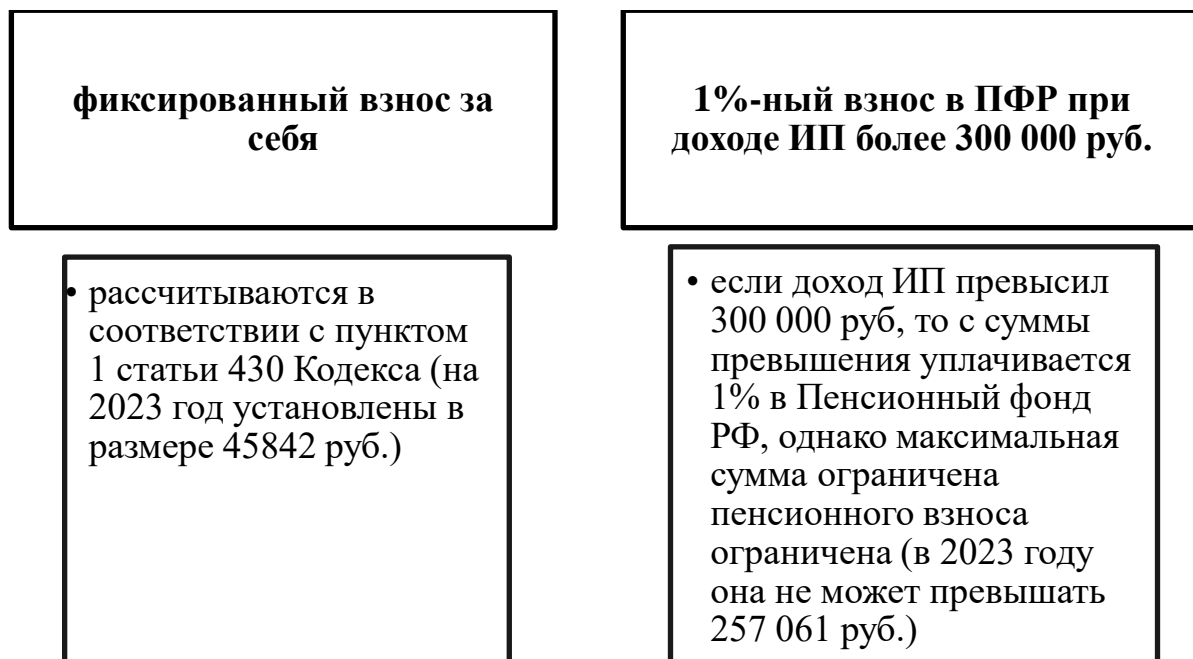 фиксированный взнос за
себя
1%-ный взнос в ПФР при
доходе ИП более 300 000 руб.
• рассчитываются в
соответствии с пунктом
1 статьи 430 Кодекса (на
2023 год установлены в
размере 45842 руб.)
• если доход ИП превысил
300 000 руб, то с суммы
превышения уплачивается
1% в Пенсионный фонд
РФ, однако максимальная
сумма ограничена
пенсионного взноса
ограничена (в 2023 году
она не может превышать
257 061 руб.)